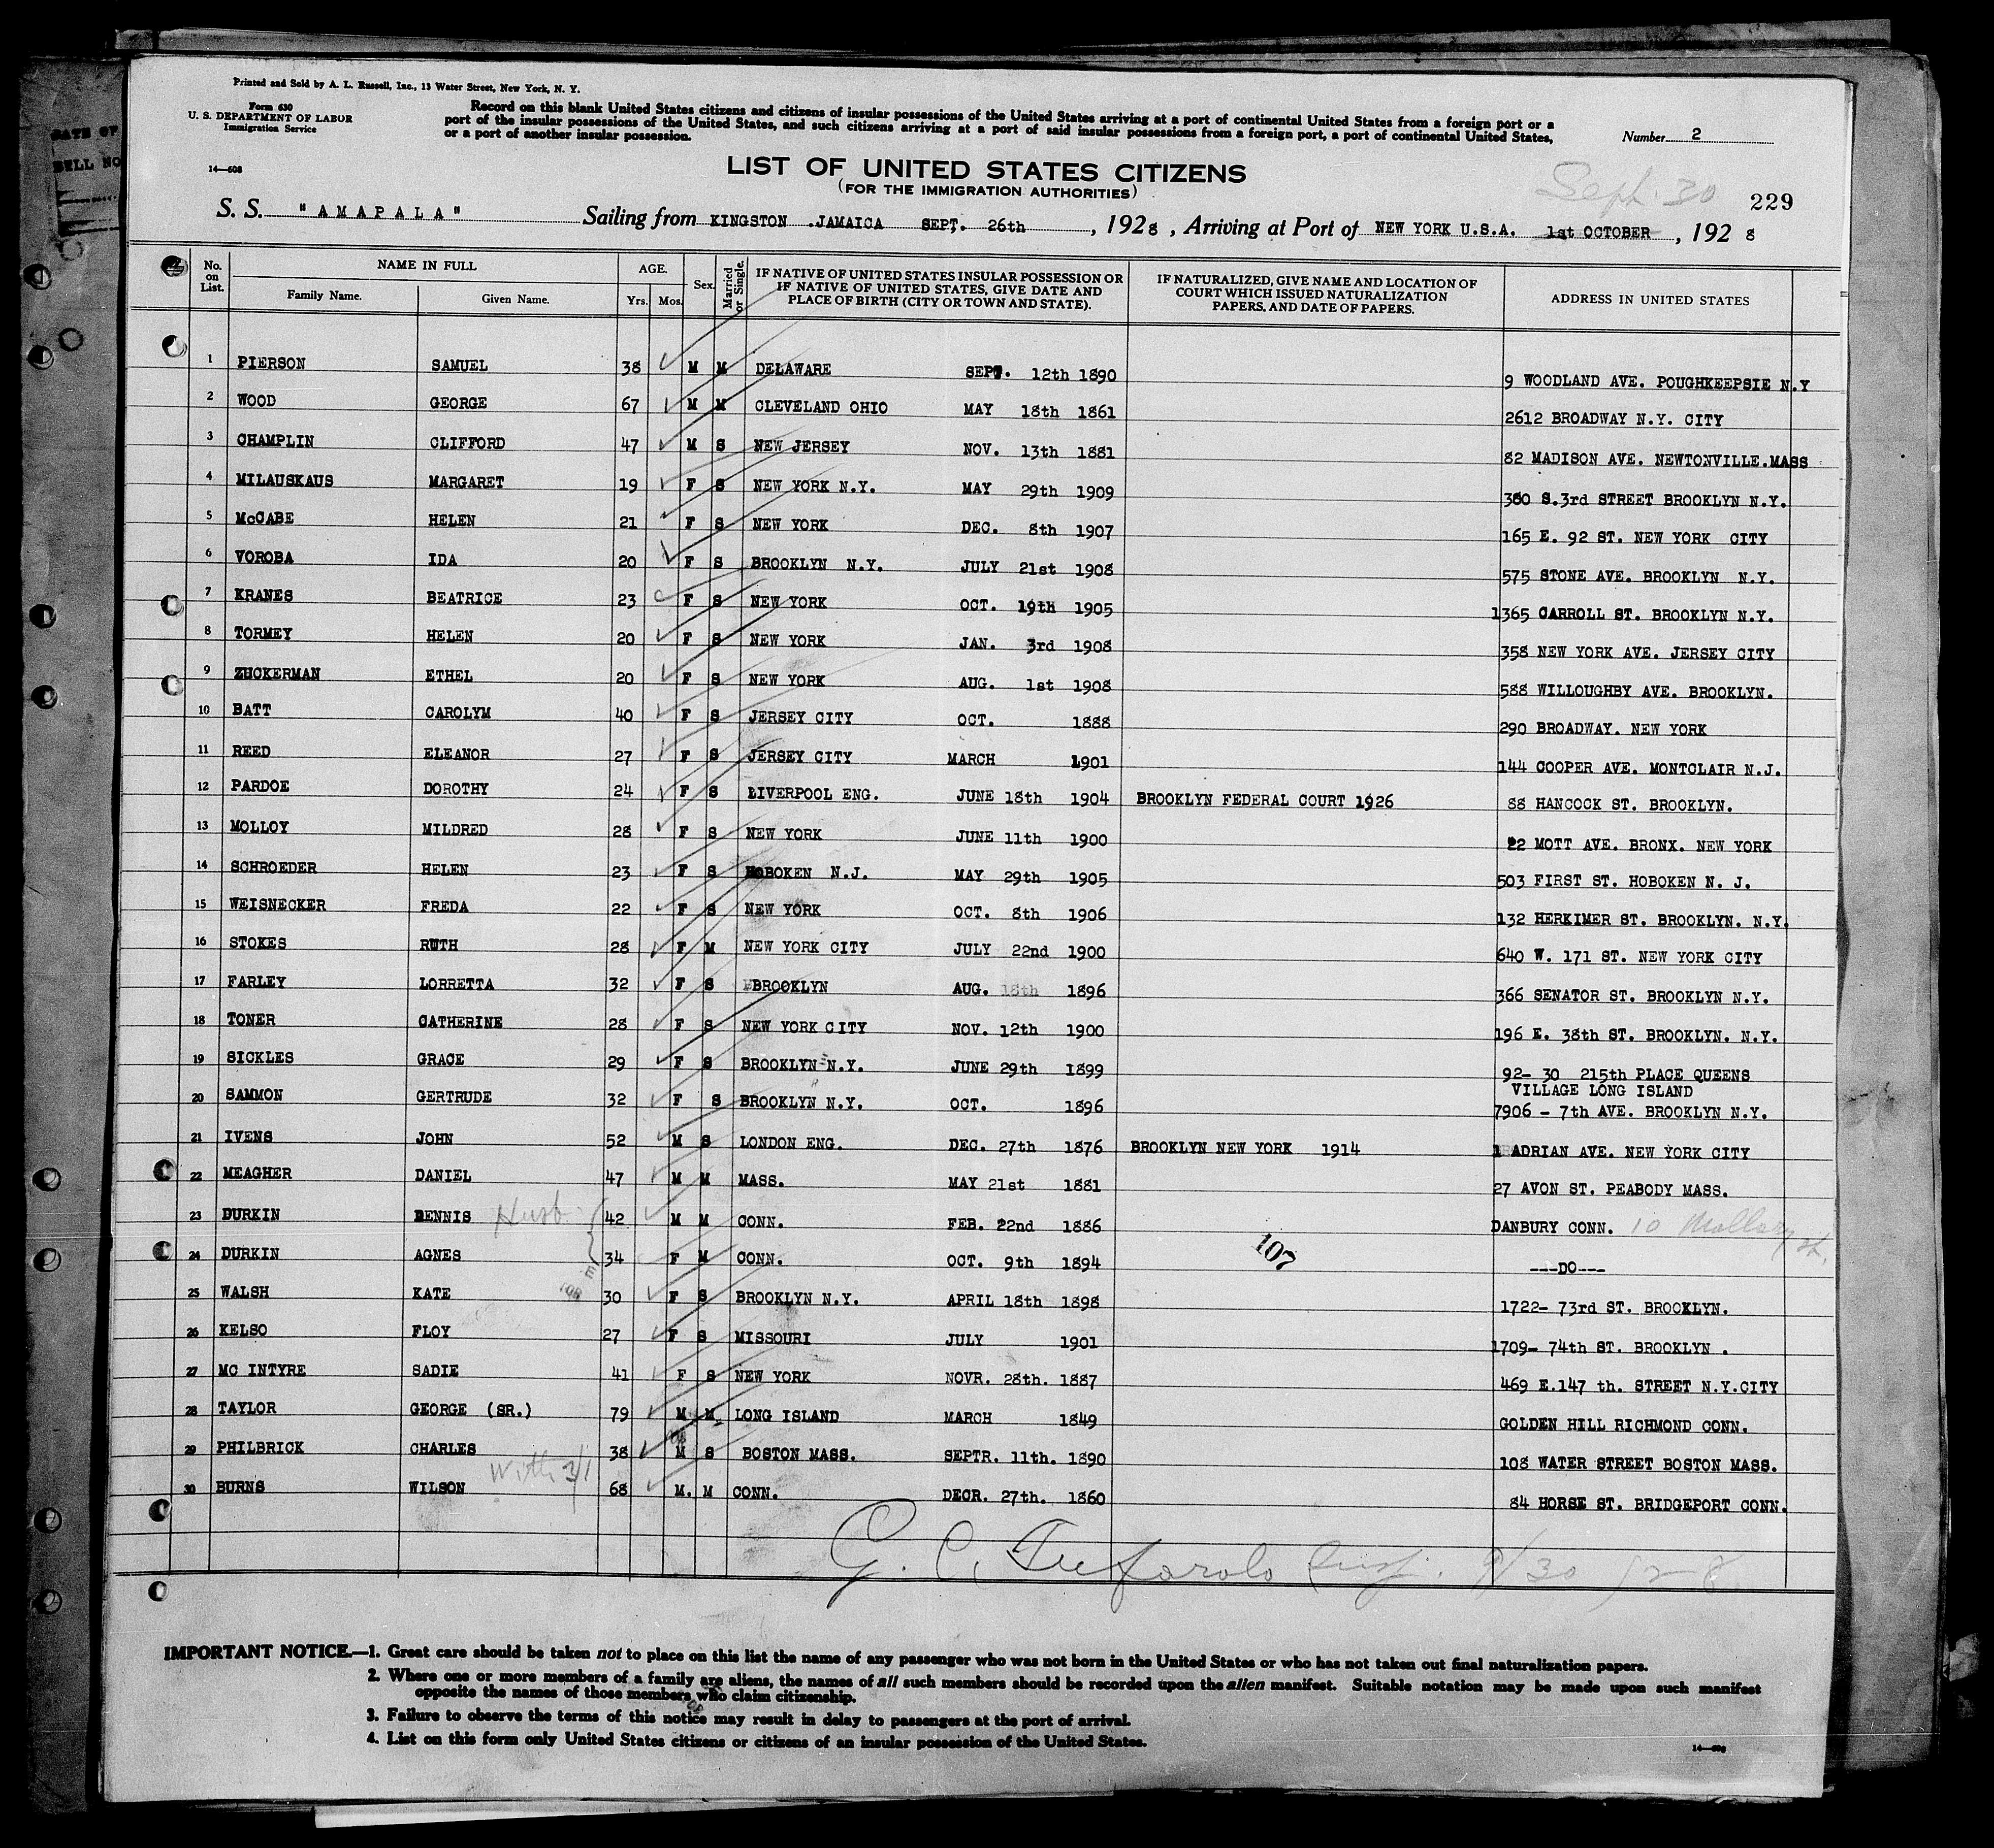 Printed and Sold by A. L. Russell, Inc., 13 Water Street, New York, N. Y.
Form 630
U. S. DEPARTMENT OF LABOR
Immigration Service
14—608
Record on this blank United States citizens and citizens of insular possessions of the United States arriving at a port of continental United States from a foreign port or a
port of the insular possessions of the United States, and such citizens arriving at a port of said insular possessions from a foreign port, a port of continental United States,
or a port of another insular possession.
Number 2
LIST OF UNITED STATES CITIZENS
(FOR THE IMMIGRATION AUTHORITIES)
Sept. 30
229
S. S. "AMAPALA" Sailing from KINGSTON .JAMAICA SEPT. 26th, 1928, Arriving at Port of NEW YORK U.S.A. 1st OCTOBER, 1928
No. on List. NAME IN FULL AGE. Sex. Married or Single. IF NATIVE OF UNITED STATES INSULAR POSSESSION OR IF NATIVE OF UNITED STATES, GIVE DATE AND PLACE OF BIRTH (CITY OR TOWN AND STATE). IF NATURALIZED, GIVE NAME AND LOCATION OF COURT WHICH ISSUED NATURALIZATION PAPERS, AND DATE OF PAPERS. ADDRESS IN UNITED STATES
Family Name. Given Name. Yrs. Mos.
1 PIERSON SAMUEL 38 M M DELAWARE SEPT. 12th 1890 9 WOODLAND AVE. POUGHKEEPSIE N.Y
2 WOOD GEORGE 67 M M CLEVELAND OHIO MAY 18th 1861 2612 BROADWAY N.Y. CITY
3 CHAMPLIN CLIFFORD 47 M S NEW JERSEY NOV. 13th 1881 82 MADISON AVE. NEWTONVILLE.MASS
4 MILAUSKAUS MARGARET 19 F S NEW YORK N.Y. MAY 29th 1909 380 S.3rd STREET BROOKLYN N.Y.
5 McCABE HELEN 21 F S NEW YORK DEC. 8th 1907 165 E. 92 ST. NEW YORK CITY
6 VOROBA IDA 20 F S BROOKLYN N.Y. JULY 21st 1908 575 STONE AVE. BROOKLYN N.Y.
7 KRANES BEATRICE 23 F S NEW YORK OCT. 19th 1905 1365 CARROLL ST. BROOKLYN N.Y.
8 TORMEY HELEN 20 F S NEW YORK JAN. 3rd 1908 358 NEW YORK AVE. JERSEY CITY
9 ZUCKERMAN ETHEL 20 F S NEW YORK AUG. 1st 1908 588 WILLOUGHBY AVE. BROOKLYN.
10 BATT CAROLYM 40 F S JERSEY CITY OCT. 1888 290 BROADWAY. NEW YORK
11 REED ELEANOR 27 F S JERSEY CITY MARCH 1901 144 COOPER AVE. MONTCLAIR N.J.
12 PARDOE DOROTHY 24 F S LIVERPOOL ENG. JUNE 18th 1904 BROOKLYN FEDERAL COURT 1926 88 HANCOCK ST. BROOKLYN.
13 MOLLOY MILDRED 28 F S NEW YORK JUNE 11th 1900 22 MOTT AVE. BRONX. NEW YORK
14 SCHROEDER HELEN 23 F S HOBOKEN N.J. MAY 29th 1905 503 FIRST ST. HOBOKEN N. J.
15 WEISNECKER FREDA 22 F S NEW YORK OCT. 8th 1906 132 HERKIMER ST. BROOKLYN. N.Y.
16 STOKES RUTH 28 F M NEW YORK CITY JULY 22nd 1900 640 W. 171 ST. NEW YORK CITY
17 FARLEY LORRETTA 32 F S BROOKLYN AUG. 18th 1896 366 SENATOR ST. BROOKLYN N.Y.
18 TONER CATHERINE 28 F S NEW YORK CITY NOV. 12th 1900 196 E. 38th ST. BROOKLYN. N.Y.
19 SICKLES GRACE 29 F S BROOKLYN N.Y. JUNE 29th 1899 92- 30 215th PLACE QUEENS
VILLAGE LONG ISLAND
20 SAMMON GERTRUDE 32 F S BROOKLYN N.Y. OCT. 1896 7906 - 7th AVE. BROOKLYN N.Y.
21 IVENS JOHN 52 M S LONDON ENG. DEC. 27th 1876 BROOKLYN NEW YORK 1914 1 ADRIAN AVE. NEW YORK CITY
22 MEAGHER DANIEL 47 M M MASS. MAY 21st 1881 27 AVON ST. PEABODY MASS.
23 DURKIN DENNIS Husb. 42 M M CONN. FEB. 22nd 1886 DANBURY CONN. 10 Mallory St.
24 DURKIN AGNES 34 F M CONN. OCT. 9th 1894 107 ---DO---
25 WALSH KATE 30 F S BROOKLYN N.Y. APRIL 18th 1898 1722- 73rd ST. BROOKLYN.
26 KELSO FLOY 27 F S MISSOURI JULY 1901 1709- 74th ST. BROOKLYN .
27 MC INTYRE SADIE 41 F S NEW YORK NOVR. 28th. 1887 469 E.147 th. STREET N.Y.CITY
28 TAYLOR GEORGE (SR.) 79 M M. LONG ISLAND MARCH 1849 GOLDEN HILL RICHMOND CONN.
29 PHILBRICK CHARLES 38 M S BOSTON MASS. SEPTR. 11th. 1890 108 WATER STREET BOSTON MASS.
With 3/1
30 BURNS WILSON 68 M. M CONN. DECR. 27th. 1860 84 HORSE ST. BRIDGEPORT CONN.
G. C. Tufarolo Insp. 9/30/28
IMPORTANT NOTICE.—1. Great care should be taken not to place on this list the name of any passenger who was not born in the United States or who has not taken out final naturalization papers.
2. Where one or more members of a family are aliens, the names of all such members should be recorded upon the alien manifest. Suitable notation may be made upon such manifest
opposite the names of those members who claim citizenship.
3. Failure to observe the terms of this notice may result in delay to passengers at the port of arrival.
4. List on this form only United States citizens or citizens of an insular possession of the United States.
14—608